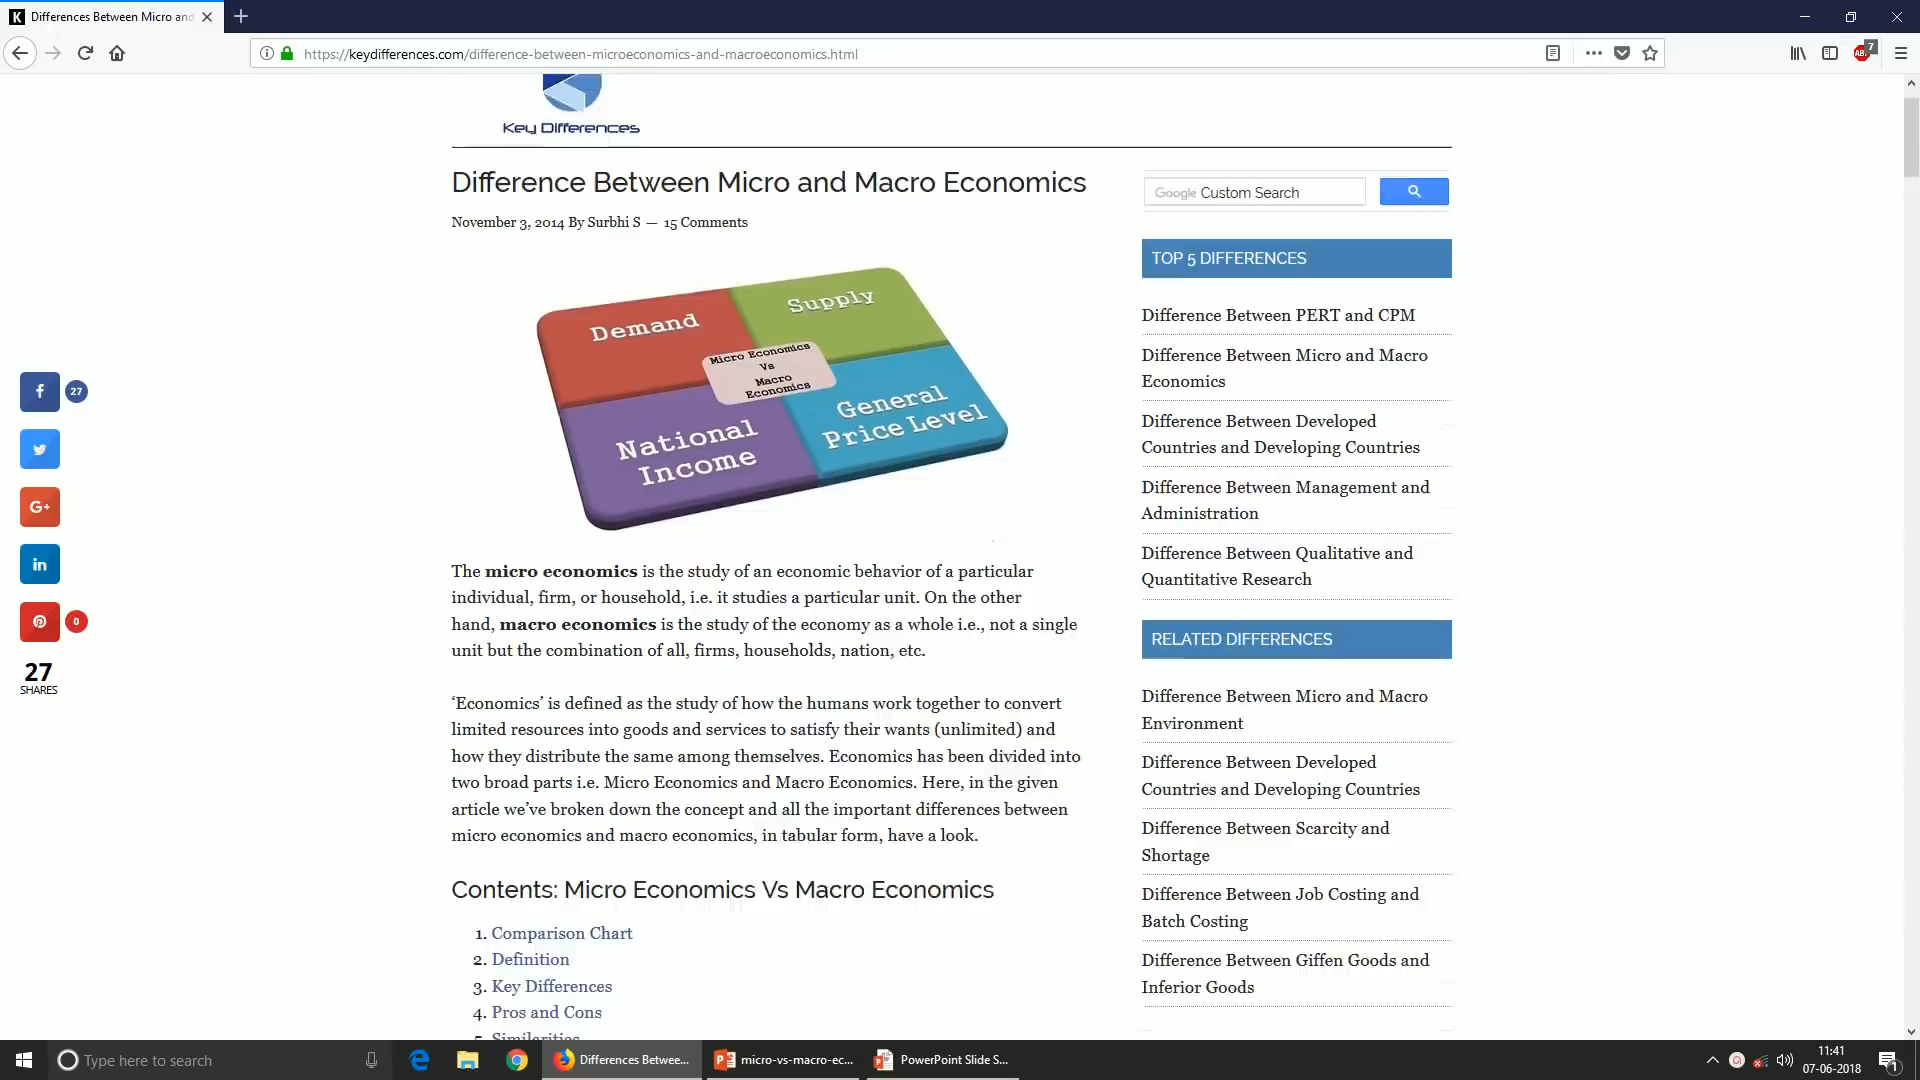 Differences Between Micro and
https://keydifferences.com/difference-between-microeconomics-and-macroeconomics.html
ABP
7
Key Differences
Difference Between Micro and Macro Economics
November 3, 2014 By Surbhi S — 15 Comments
Demand
Supply
Micro Economics
Vs
Macro
Economics
National
Income
General
Price Level
f 27
G+
in
0
27
SHARES
The micro economics is the study of an economic behavior of a particular
individual, firm, or household, i.e. it studies a particular unit. On the other
hand, macro economics is the study of the economy as a whole i.e., not a single
unit but the combination of all, firms, households, nation, etc.
‘Economics’ is defined as the study of how the humans work together to convert
limited resources into goods and services to satisfy their wants (unlimited) and
how they distribute the same among themselves. Economics has been divided into
two broad parts i.e. Micro Economics and Macro Economics. Here, in the given
article we’ve broken down the concept and all the important differences between
micro economics and macro economics, in tabular form, have a look.
Contents: Micro Economics Vs Macro Economics
1. Comparison Chart
2. Definition
3. Key Differences
4. Pros and Cons
5. Similarities
Google Custom Search
TOP 5 DIFFERENCES
Difference Between PERT and CPM
Difference Between Micro and Macro
Economics
Difference Between Developed
Countries and Developing Countries
Difference Between Management and
Administration
Difference Between Qualitative and
Quantitative Research
RELATED DIFFERENCES
Difference Between Micro and Macro
Environment
Difference Between Developed
Countries and Developing Countries
Difference Between Scarcity and
Shortage
Difference Between Job Costing and
Batch Costing
Difference Between Giffen Goods and
Inferior Goods
Type here to search
Differences Betwee...
micro-vs-macro-ec...
PowerPoint Slide S...
11:41
07-06-2018
1